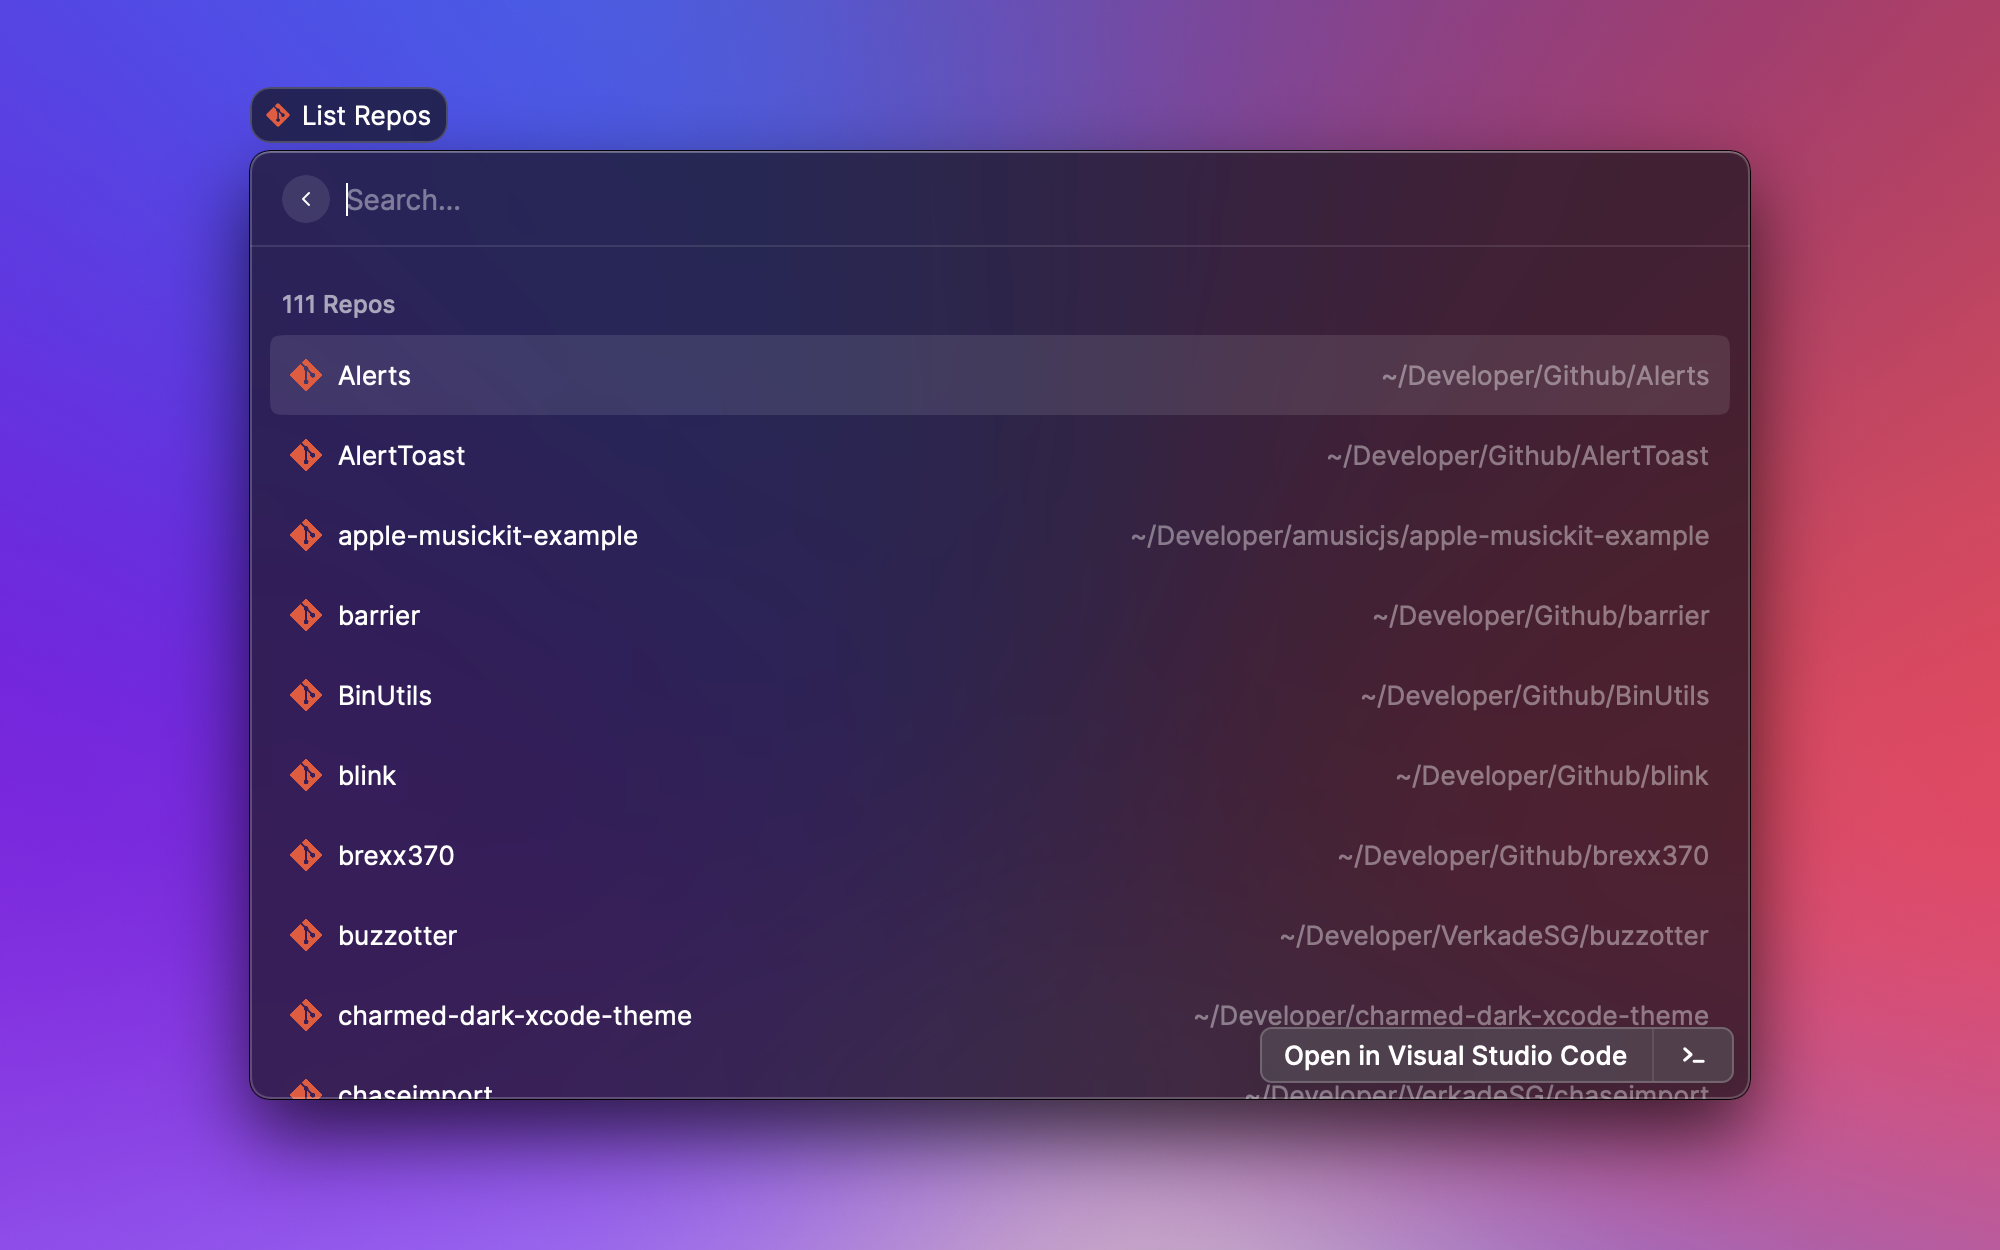 List Repos
Search...
111 Repos
Alerts ~/Developer/Github/Alerts
AlertToast ~/Developer/Github/AlertToast
apple-musickit-example ~/Developer/amusicjs/apple-musickit-example
barrier ~/Developer/Github/barrier
BinUtils ~/Developer/Github/BinUtils
blink ~/Developer/Github/blink
brexx370 ~/Developer/Github/brexx370
buzzotter ~/Developer/VerkadeSG/buzzotter
charmed-dark-xcode-theme ~/Developer/charmed-dark-xcode-theme
Open in Visual Studio Code >_
chaseimport ~/Developer/VerkadeSG/chaseimport